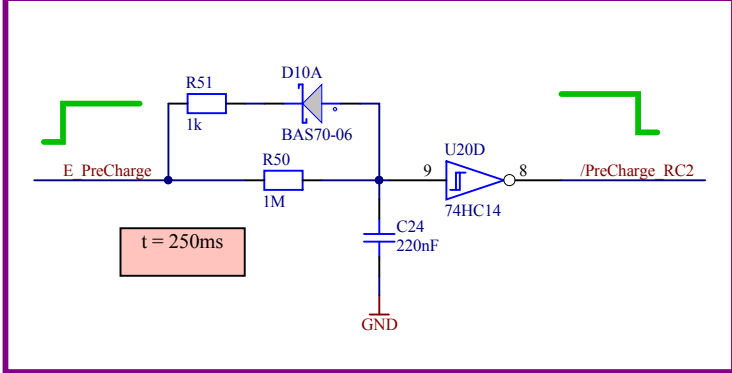 D10A
R51
1k
BAS70-06
U20D
E_PreCharge
R50
9
8
/PreCharge_RC2
1M
74HC14
C24
220nF
t = 250ms
GND